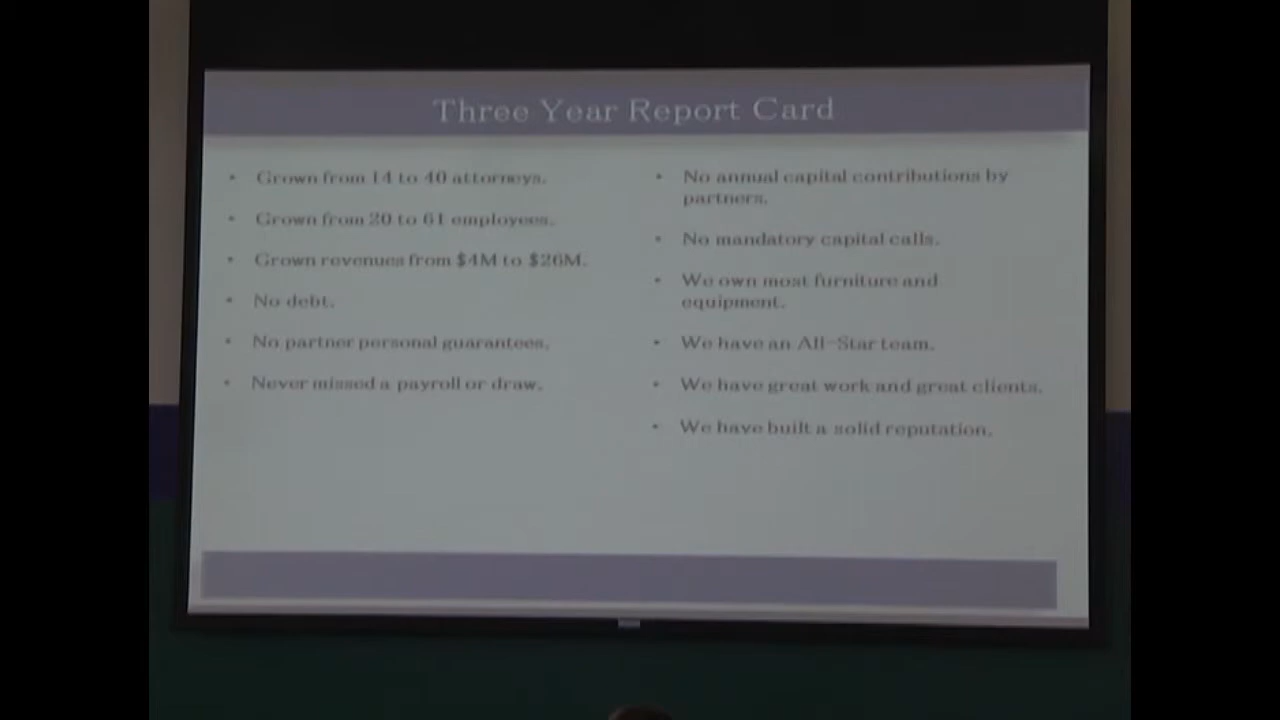 Three Year Report Card
• Grown from 14 to 40 attorneys.
• Grown from 20 to 61 employees.
• Grown revenues from $4M to $26M.
• No debt.
• No partner personal guarantees.
• Never missed a payroll or draw.
• No annual capital contributions by
partners.
• No mandatory capital calls.
• We own most furniture and
equipment.
• We have an All-Star team.
• We have great work and great clients.
• We have built a solid reputation.